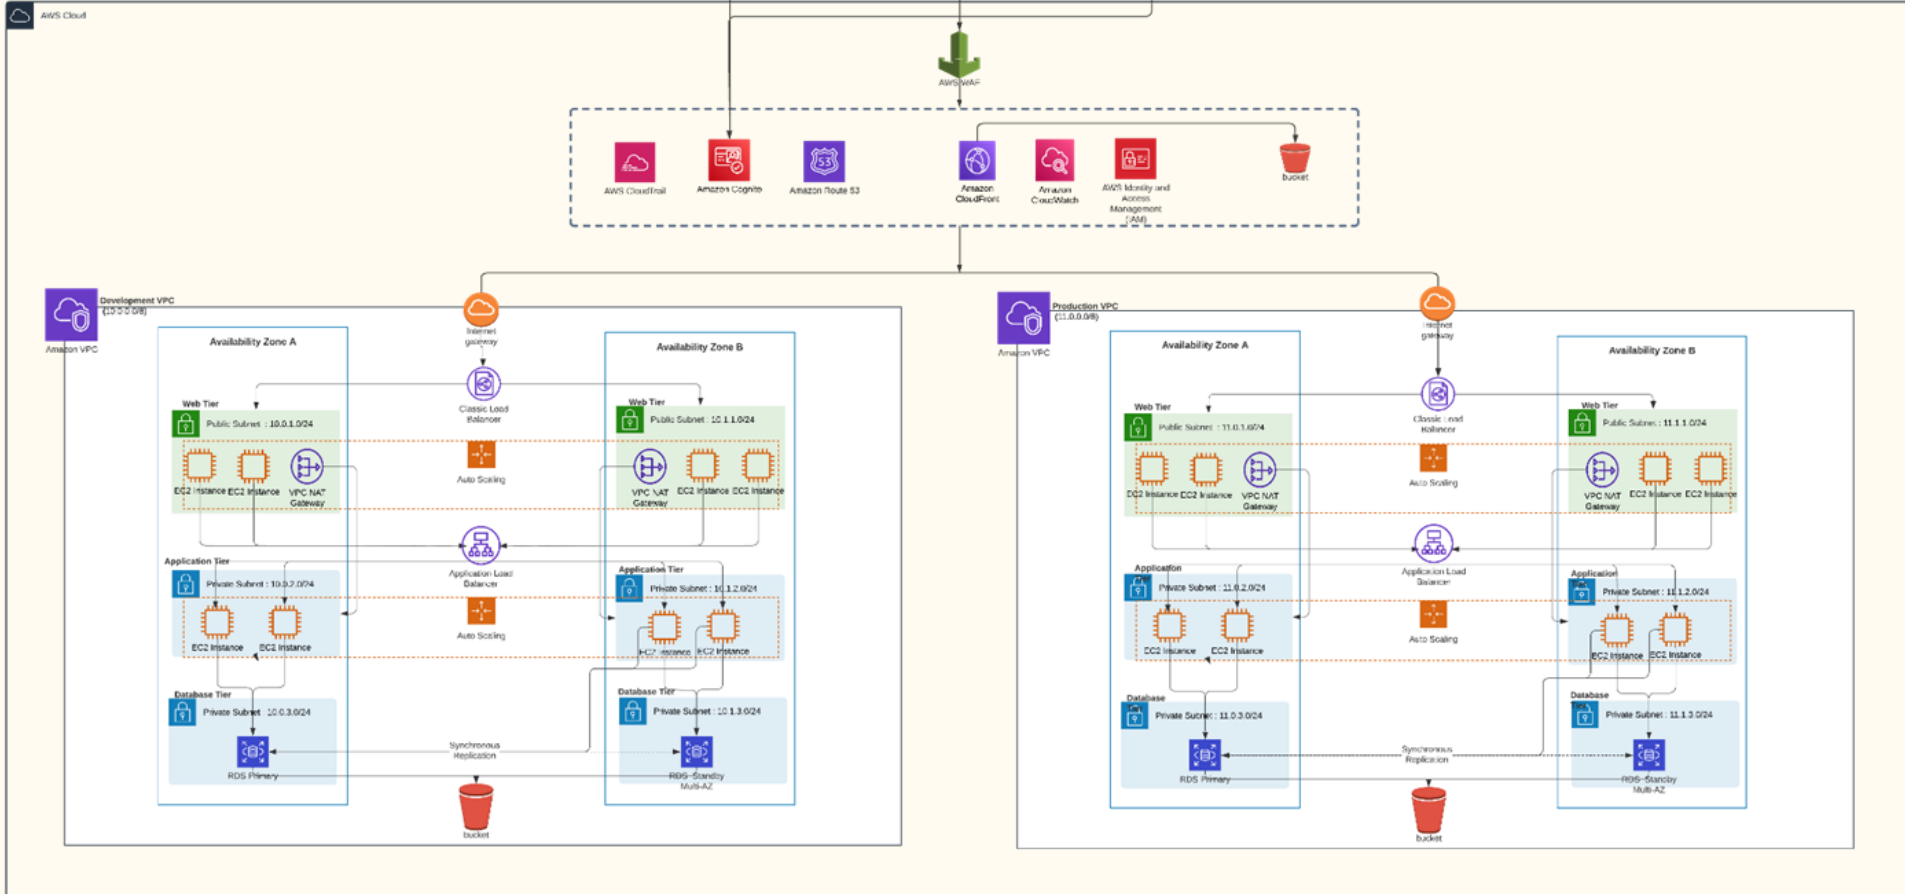 AWS Cloud
AWS WAF
AWS CloudTrail
Amazon Cognito
Amazon Route 53
Amazon
CloudFront
Amazon
CloudWatch
AWS Identity and
Access
Management
(IAM)
bucket
Development VPC
(10.0.0.0/8)
Amazon VPC
Internet
gateway
Availability Zone A
Availability Zone B
Classic Load
Balancer
Web Tier
Public Subnet : 10.0.1.0/24
Web Tier
Public Subnet : 10.1.1.0/24
EC2 Instance
EC2 Instance
VPC NAT
Gateway
Auto Scaling
VPC NAT
Gateway
EC2 Instance
EC2 Instance
Application Load
Balancer
Application Tier
Private Subnet : 10.0.2.0/24
Application Tier
Private Subnet : 10.1.2.0/24
EC2 Instance
EC2 Instance
Auto Scaling
EC2 Instance
EC2 Instance
Database Tier
Private Subnet : 10.0.3.0/24
Database Tier
Private Subnet : 10.1.3.0/24
Synchronous
Replication
RDS Primary
RDS Standby
Multi-AZ
bucket
Production VPC
(11.0.0.0/8)
Amazon VPC
Internet
gateway
Availability Zone A
Availability Zone B
Classic Load
Balancer
Web Tier
Public Subnet : 11.0.1.0/24
Web Tier
Public Subnet : 11.1.1.0/24
EC2 Instance
EC2 Instance
VPC NAT
Gateway
Auto Scaling
VPC NAT
Gateway
EC2 Instance
EC2 Instance
Application Load
Balancer
Application
Private Subnet : 11.0.2.0/24
Application
Private Subnet : 11.1.2.0/24
EC2 Instance
EC2 Instance
Auto Scaling
EC2 Instance
EC2 Instance
Database
Private Subnet : 11.0.3.0/24
Database
Private Subnet : 11.1.3.0/24
Synchronous
Replication
RDS Primary
RDS Standby
Multi-AZ
bucket